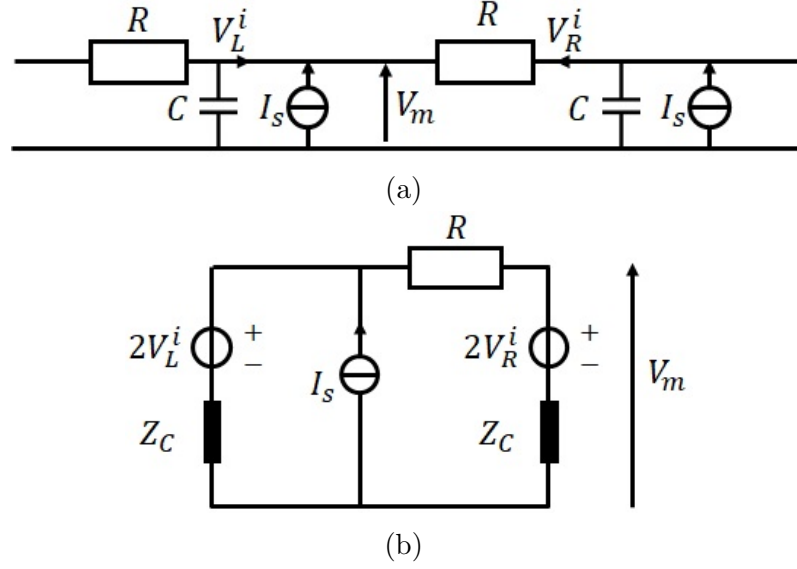 R V_L^i R V_R^i
C I_s V_m C I_s
(a)
R
2V_L^i + − I_s 2V_R^i + − V_m
Z_C Z_C
(b)